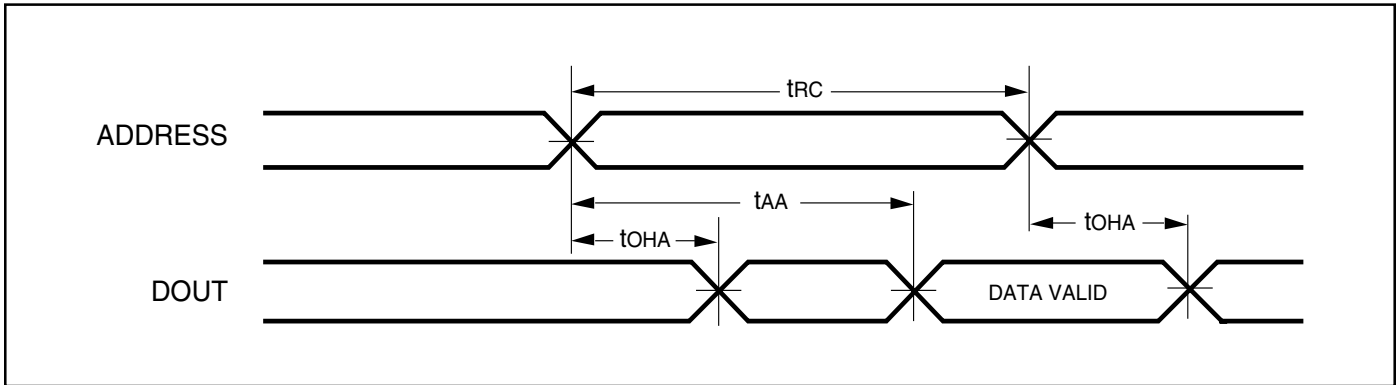 tRC
ADDRESS
tAA
tOHA
tOHA
DOUT
DATA VALID